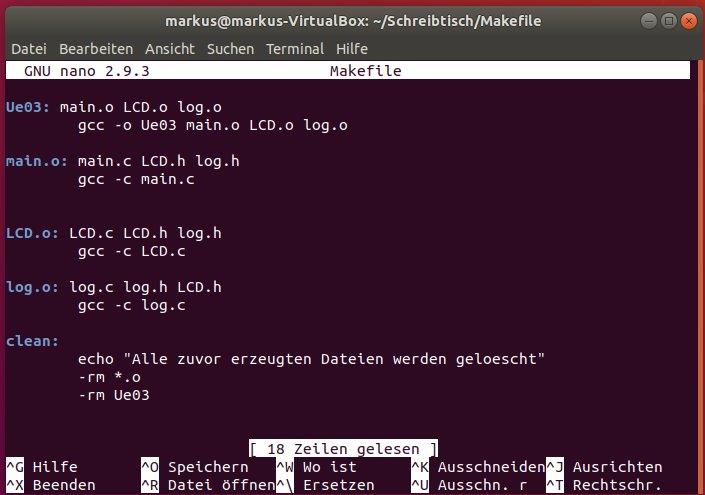 markus@markus-VirtualBox: ~/Schreibtisch/Makefile
Datei Bearbeiten Ansicht Suchen Terminal Hilfe
GNU nano 2.9.3 Makefile
Ue03: main.o LCD.o log.o
gcc -o Ue03 main.o LCD.o log.o
main.o: main.c LCD.h log.h
gcc -c main.c
LCD.o: LCD.c LCD.h log.h
gcc -c LCD.c
log.o: log.c log.h LCD.h
gcc -c log.c
clean:
echo "Alle zuvor erzeugten Dateien werden geloescht"
-rm *.o
-rm Ue03
[ 18 Zeilen gelesen ]
^G Hilfe ^O Speichern ^W Wo ist ^K Ausschneiden ^J Ausrichten
^X Beenden ^R Datei öffnen ^\ Ersetzen ^U Ausschn. r ^T Rechtschr.